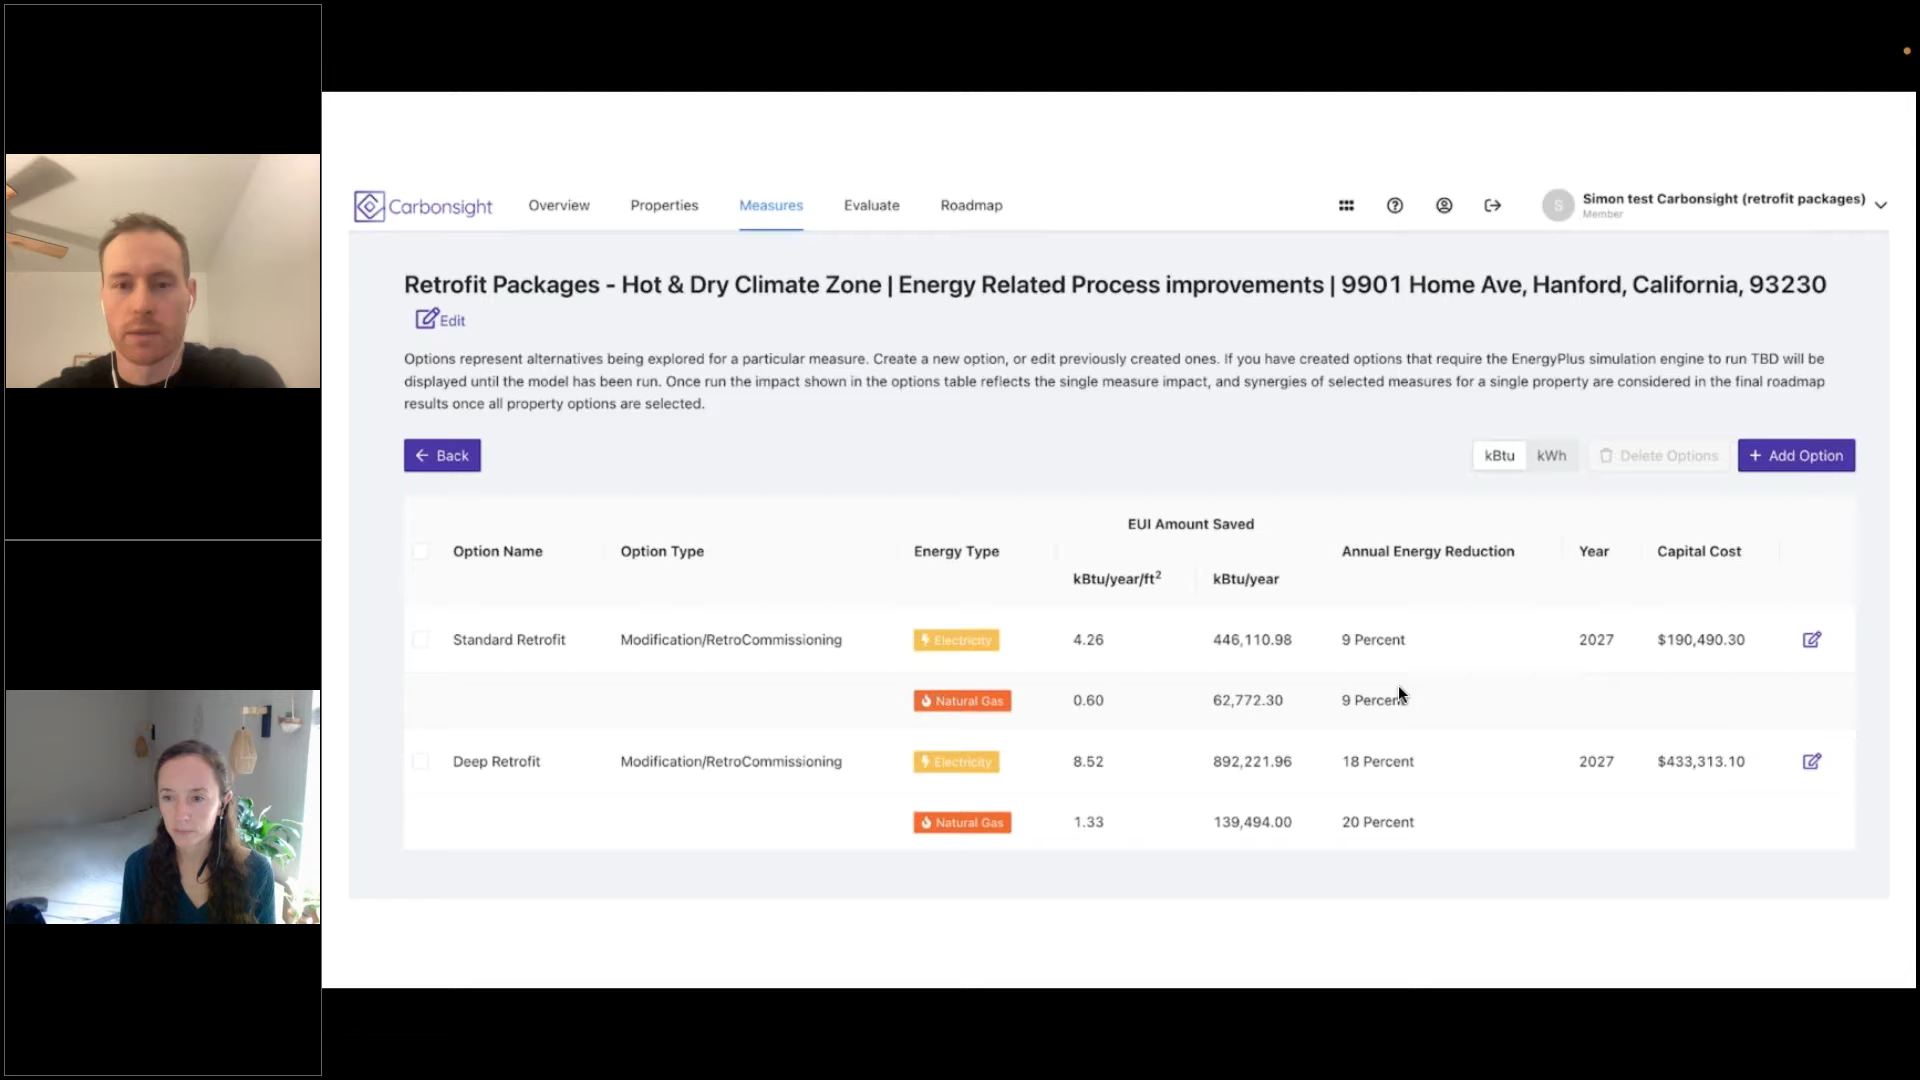 Carbonsight
Overview Properties Measures Evaluate Roadmap
S
Simon test Carbonsight (retrofit packages)
Member
Retrofit Packages - Hot & Dry Climate Zone | Energy Related Process improvements | 9901 Home Ave, Hanford, California, 93230
Edit
Options represent alternatives being explored for a particular measure. Create a new option, or edit previously created ones. If you have created options that require the EnergyPlus simulation engine to run TBD will be
displayed until the model has been run. Once run the impact shown in the options table reflects the single measure impact, and synergies of selected measures for a single property are considered in the final roadmap
results once all property options are selected.
← Back
kBtu kWh Delete Options + Add Option
EUI Amount Saved
Option Name Option Type Energy Type Annual Energy Reduction Year Capital Cost
kBtu/year/ft² kBtu/year
Standard Retrofit Modification/RetroCommissioning Electricity 4.26 446,110.98 9 Percent 2027 $190,490.30
Natural Gas 0.60 62,772.30 9 Percent
Deep Retrofit Modification/RetroCommissioning Electricity 8.52 892,221.96 18 Percent 2027 $433,313.10
Natural Gas 1.33 139,494.00 20 Percent